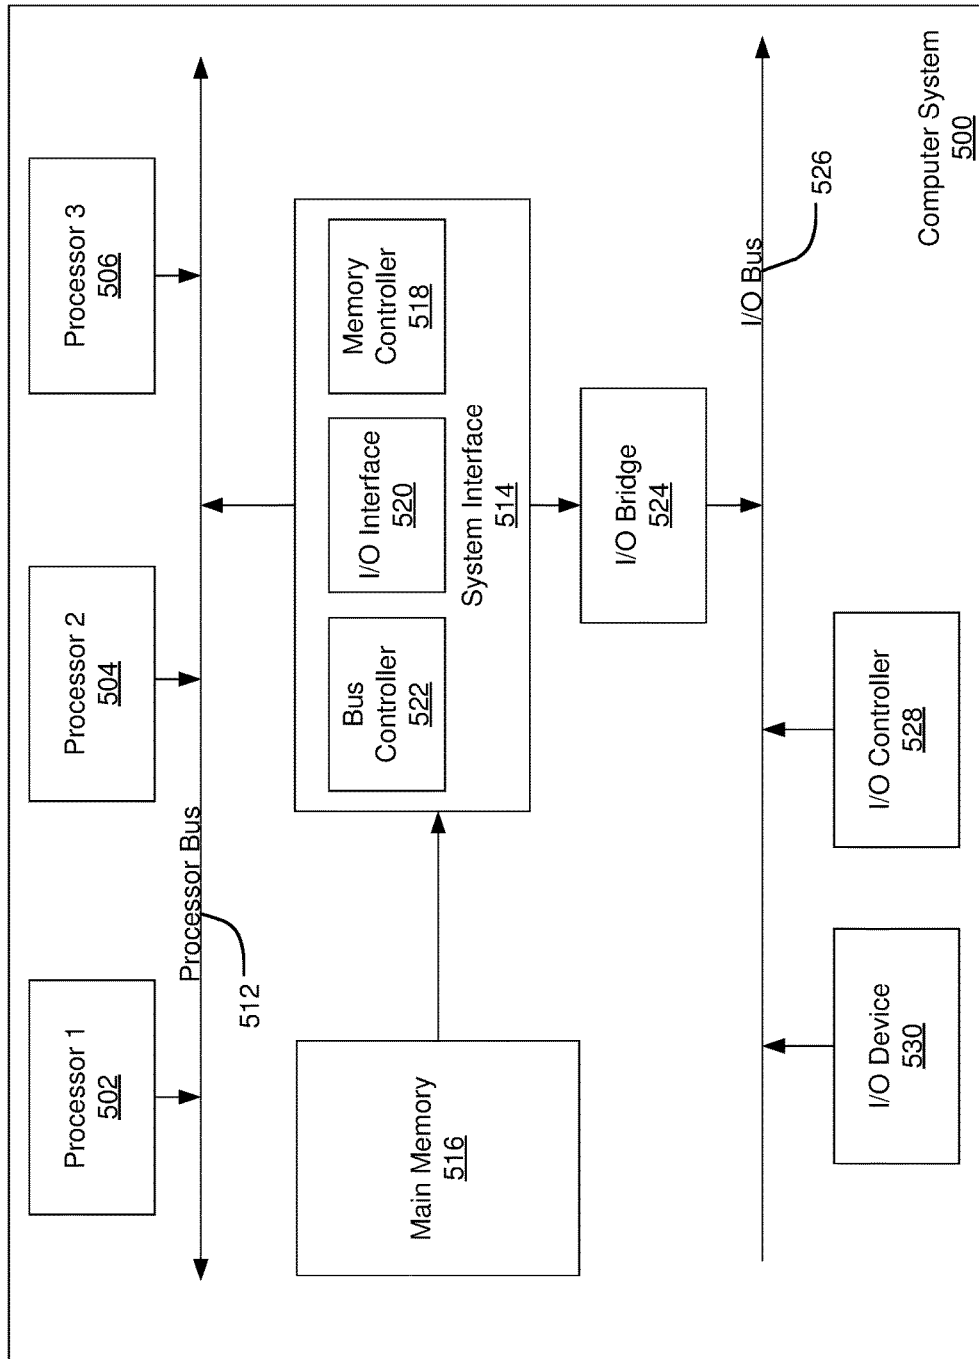 Processor 1
502
Processor 2
504
Processor 3
506
Processor Bus
512
Main Memory
516
Bus
Controller
522
I/O Interface
520
Memory
Controller
518
System Interface
514
I/O Bridge
524
I/O Bus
526
I/O Device
530
I/O Controller
528
Computer System
500